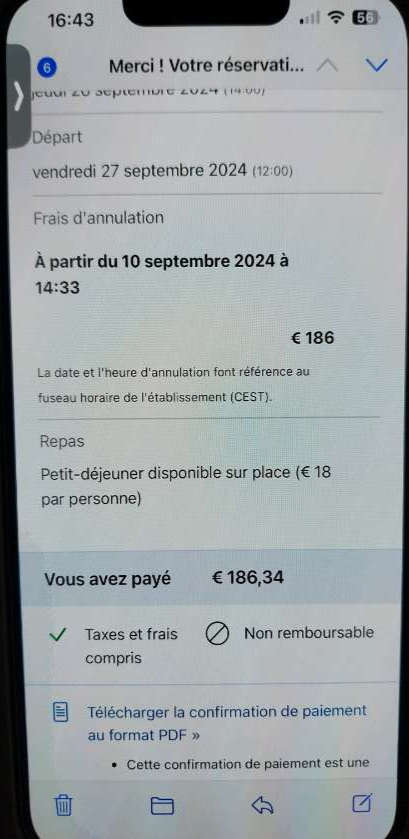 16:43
56
6
Merci ! Votre réservati...
jeudi 26 septembre 2024 (14:00)
Départ
vendredi 27 septembre 2024 (12:00)
Frais d'annulation
À partir du 10 septembre 2024 à
14:33
€ 186
La date et l'heure d'annulation font référence au
fuseau horaire de l'établissement (CEST).
Repas
Petit-déjeuner disponible sur place (€ 18
par personne)
Vous avez payé € 186,34
Taxes et frais
compris
Non remboursable
Télécharger la confirmation de paiement
au format PDF »
• Cette confirmation de paiement est une